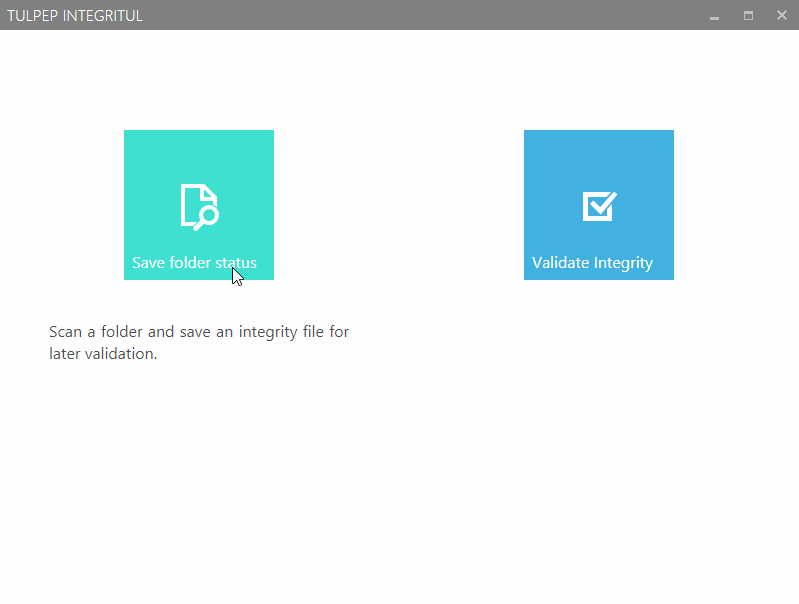 TULPEP INTEGRITUL
Save folder status
Validate Integrity
Scan a folder and save an integrity file for
later validation.